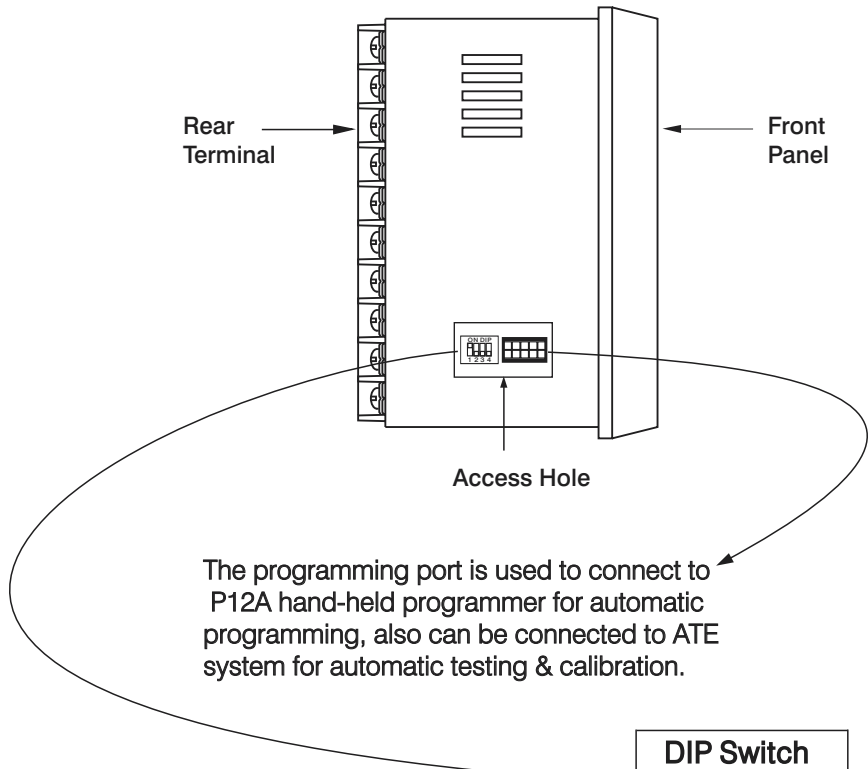 Rear
Terminal
Front
Panel
ON DIP
1 2 3 4
Access Hole
The programming port is used to connect to
P12A hand-held programmer for automatic
programming, also can be connected to ATE
system for automatic testing & calibration.
DIP Switch